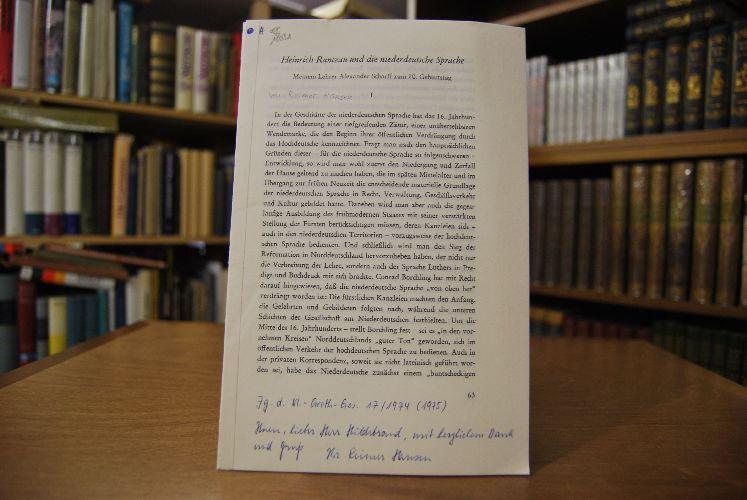 Heinrich Rantzau und die niederdeutsche Sprache
Meinem Lehrer Alexander Scharff zum 70. Geburtstag
von Reimer Hansen
I
In der Geschichte der niederdeutschen Sprache hat das 16. Jahrhun-
dert die Bedeutung einer tiefgreifenden Zäsur, einer unübersehbaren
Wendemarke, die den Beginn ihrer öffentlichen Verdrängung durch
das Hochdeutsche kennzeichnet. Fragt man nach den hauptsächlichen
Gründen dieser – für die niederdeutsche Sprache so folgenschweren –
Entwicklung, so wird man wohl zuerst den Niedergang und Zerfall
der Hanse geltend zu machen haben, die im späten Mittelalter und im
Übergang zur frühen Neuzeit die entscheidende materielle Grundlage
der niederdeutschen Sprache in Recht, Verwaltung, Geschäftsverkehr
und Kultur gebildet hatte. Daneben wird man aber auch die gegen-
läufige Ausbildung des frühmodernen Staates mit seiner verstärkten
Stellung der Fürsten berücksichtigen müssen, deren Kanzleien sich –
auch in den niederdeutschen Territorien – vorzugsweise der hochdeut-
schen Sprache bedienten. Und schließlich wird man den Sieg der
Reformation in Norddeutschland hervorzuheben haben, der nicht nur
die Verbreitung der Lehre, sondern auch der Sprache Luthers in Pre-
digt und Buchdruck mit sich brachte. Conrad Borchling hat mit Recht
darauf hingewiesen, daß die niederdeutsche Sprache „von oben her“
verdrängt worden ist: Die fürstlichen Kanzleien machten den Anfang,
die Gelehrten und Gebildeten folgten nach, während die unteren
Schichten der Gesellschaft am Niederdeutschen festhielten. Um die
Mitte des 16. Jahrhunderts – stellt Borchling fest – sei es „in den vor-
nehmen Kreisen“ Norddeutschlands „guter Ton“ geworden, sich im
öffentlichen Verkehr der hochdeutschen Sprache zu bedienen. Auch in
der privaten Korrespondenz, soweit sie nicht lateinisch geführt wor-
den sei, habe das Niederdeutsche zunächst einem „buntscheckigen
63
Jg d. Kl.-Groth-Ges. 17/1974 (1975)
Ihnen, lieber Herr Hildebrand, mit herzlichem Dank
und Gruß Ihr Reimer Hansen